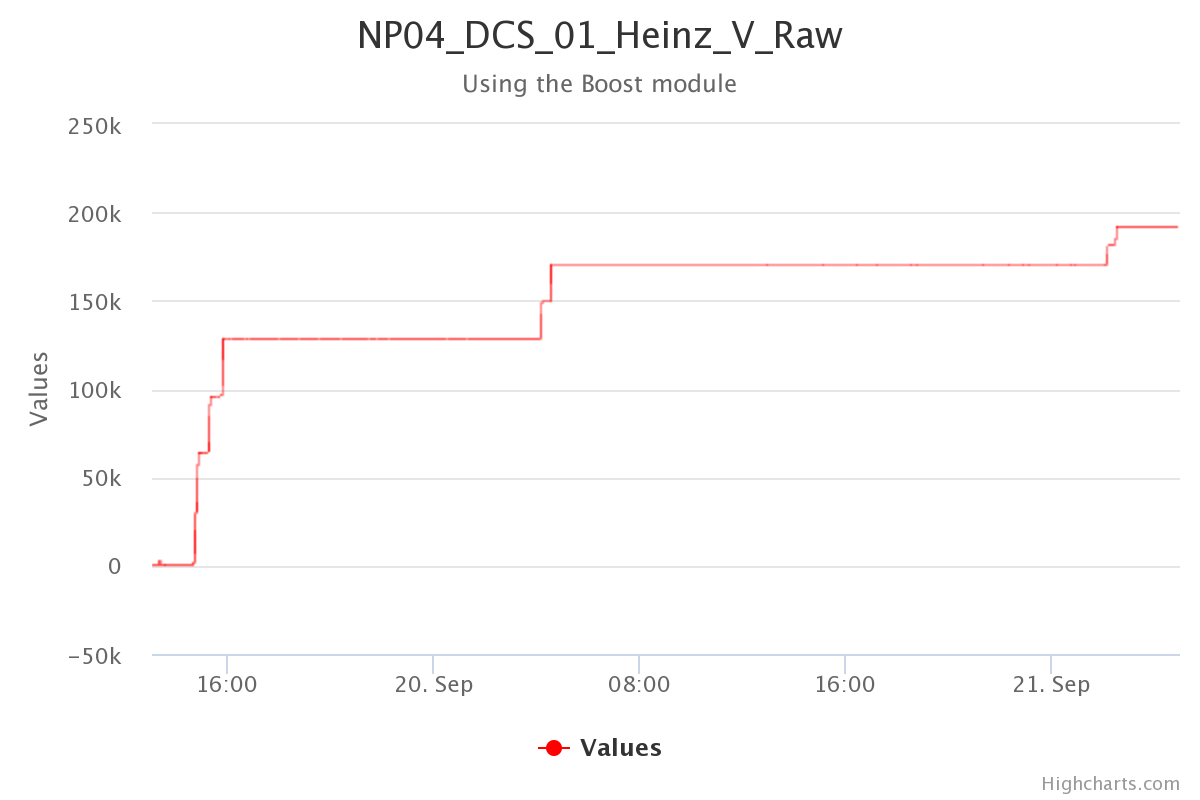 NP04_DCS_01_Heinz_V_Raw
Using the Boost module
250k
200k
150k
100k
50k
0
−50k
Values
16:00
20. Sep
08:00
16:00
21. Sep
Values
Highcharts.com